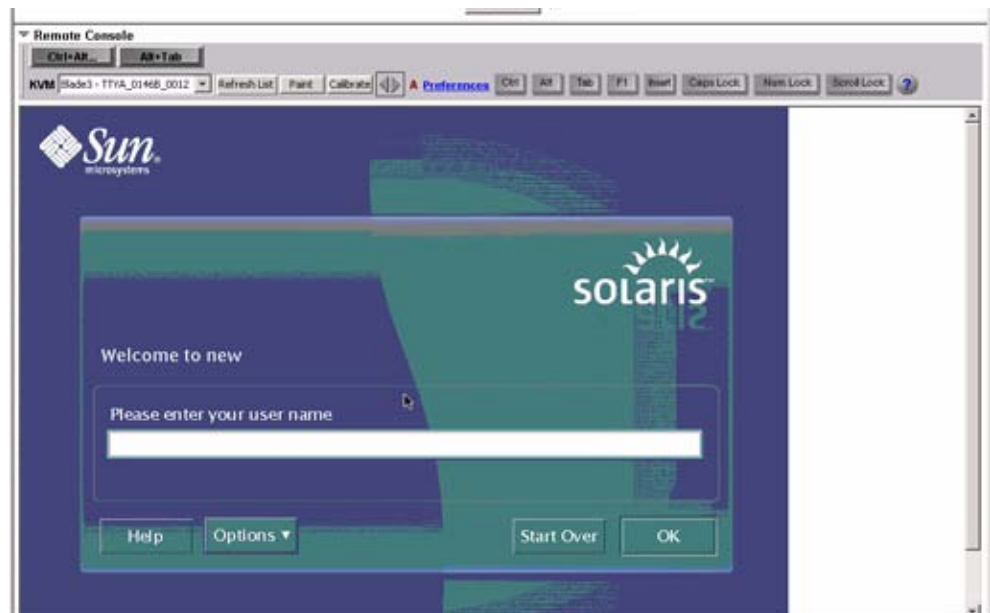 Remote Console
Ctrl+Alt... Alt+Tab
KVM Blade3 - TTYA_0146B_0012 Refresh List Paint Calibrate A Preferences Ctrl Alt Tab F1 Insert Caps Lock Num Lock Scroll Lock ?
Sun
microsystems
solaris
Welcome to new
Please enter your user name
Help Options Start Over OK